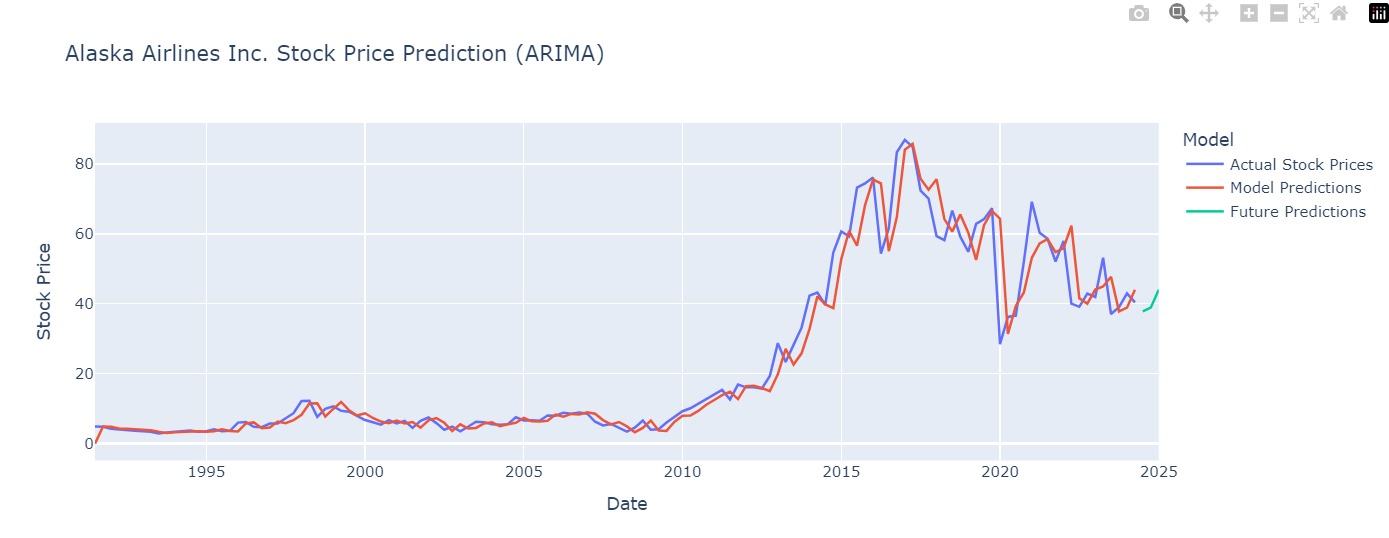 Alaska Airlines Inc. Stock Price Prediction (ARIMA)
Model
Actual Stock Prices
Model Predictions
Future Predictions
Stock Price
80
60
40
20
0
1995
2000
2005
2010
2015
2020
2025
Date